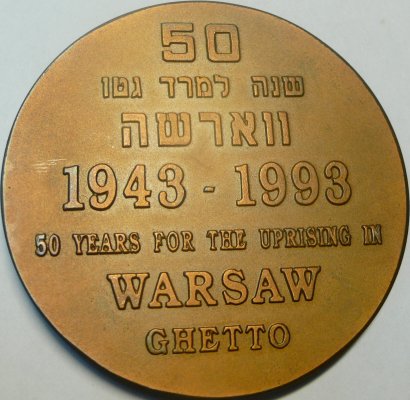 50
שנה למרד גטו
ווארשה
1943 - 1993
50 YEARS FOR THE UPRISING IN
WARSAW
GHETTO